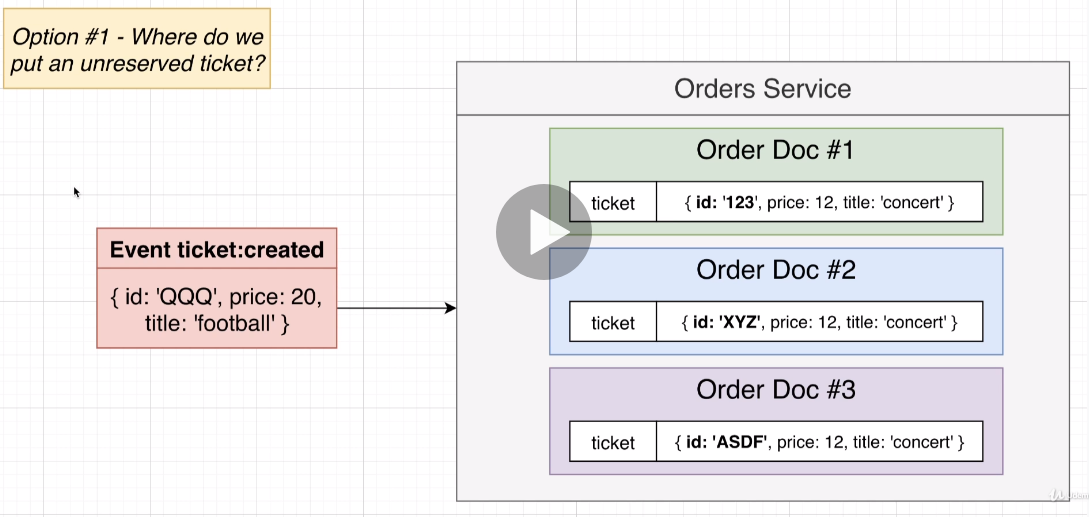 Option #1 - Where do we
put an unreserved ticket?
Orders Service
Order Doc #1
ticket { id: '123', price: 12, title: 'concert' }
Event ticket:created
{ id: 'QQQ', price: 20,
title: 'football' }
Order Doc #2
ticket { id: 'XYZ', price: 12, title: 'concert' }
Order Doc #3
ticket { id: 'ASDF', price: 12, title: 'concert' }